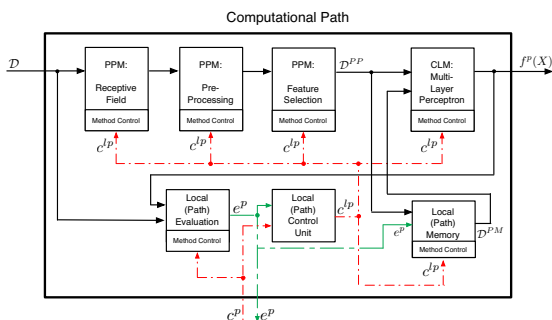 Computational Path
𝒟
PPM:
Receptive
Field
Method Control
PPM:
Pre-
Processing
Method Control
PPM:
Feature
Selection
Method Control
𝒟^{PP}
CLM:
Multi-
Layer
Perceptron
Method Control
f^p(X)
c^{lp}
c^{lp}
c^{lp}
c^{lp}
Local
(Path)
Evaluation
Method Control
e^p
Local
(Path)
Control
Unit
c^{lp}
e^p
Local
(Path)
Memory
Method Control
𝒟^{PM}
c^{lp}
c^p
e^p